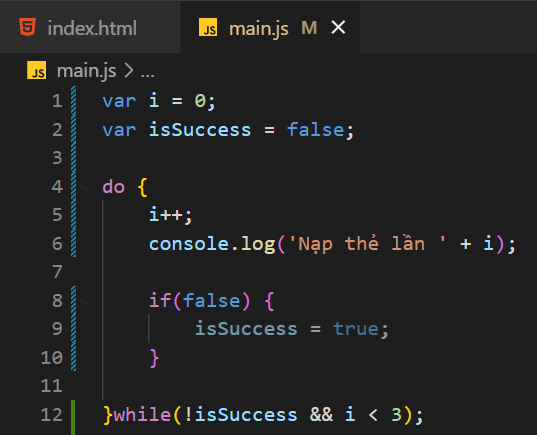 index.html
JS main.js M ×
JS main.js > ...
1 var i = 0;
2 var isSuccess = false;
3
4 do {
5     i++;
6     console.log('Nạp thẻ lần ' + i);
7
8     if(false) {
9         isSuccess = true;
10     }
11
12 }while(!isSuccess && i < 3);